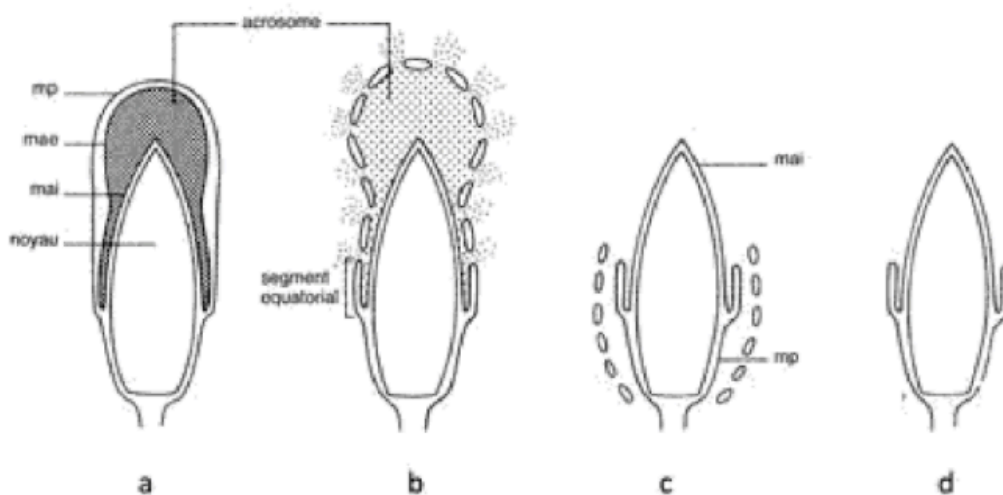 acrosome
mp
mae
mai
noyau
segment
equatorial
mai
mp
a
b
c
d